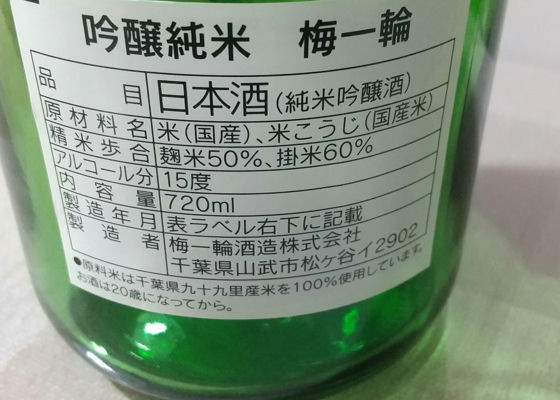 吟醸純米 梅一輪
品目 日本酒(純米吟醸酒)
原材料名 米(国産)、米こうじ(国産米)
精米歩合 麹米50%、掛米60%
アルコール分 15度
内容量 720ml
製造年月 表ラベル右下に記載
製造者 梅一輪酒造株式会社
千葉県山武市松ヶ谷イ2902
●原料米は千葉県九十九里産米を100%使用しています。
お酒は20歳になってから。